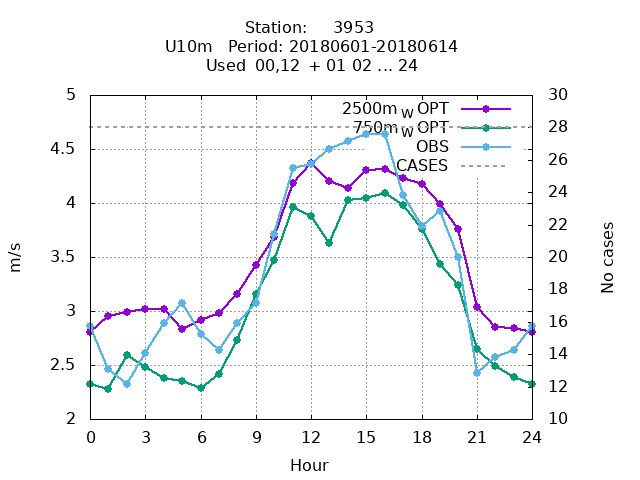 Station: 3953
U10m Period: 20180601-20180614
Used 00,12 + 01 02 ... 24
5
4.5
4
3.5
3
2.5
2
30
28
26
24
22
20
18
16
14
12
10
0 3 6 9 12 15 18 21 24
2500m w OPT
750m w OPT
OBS
CASES
m/s
No cases
Hour